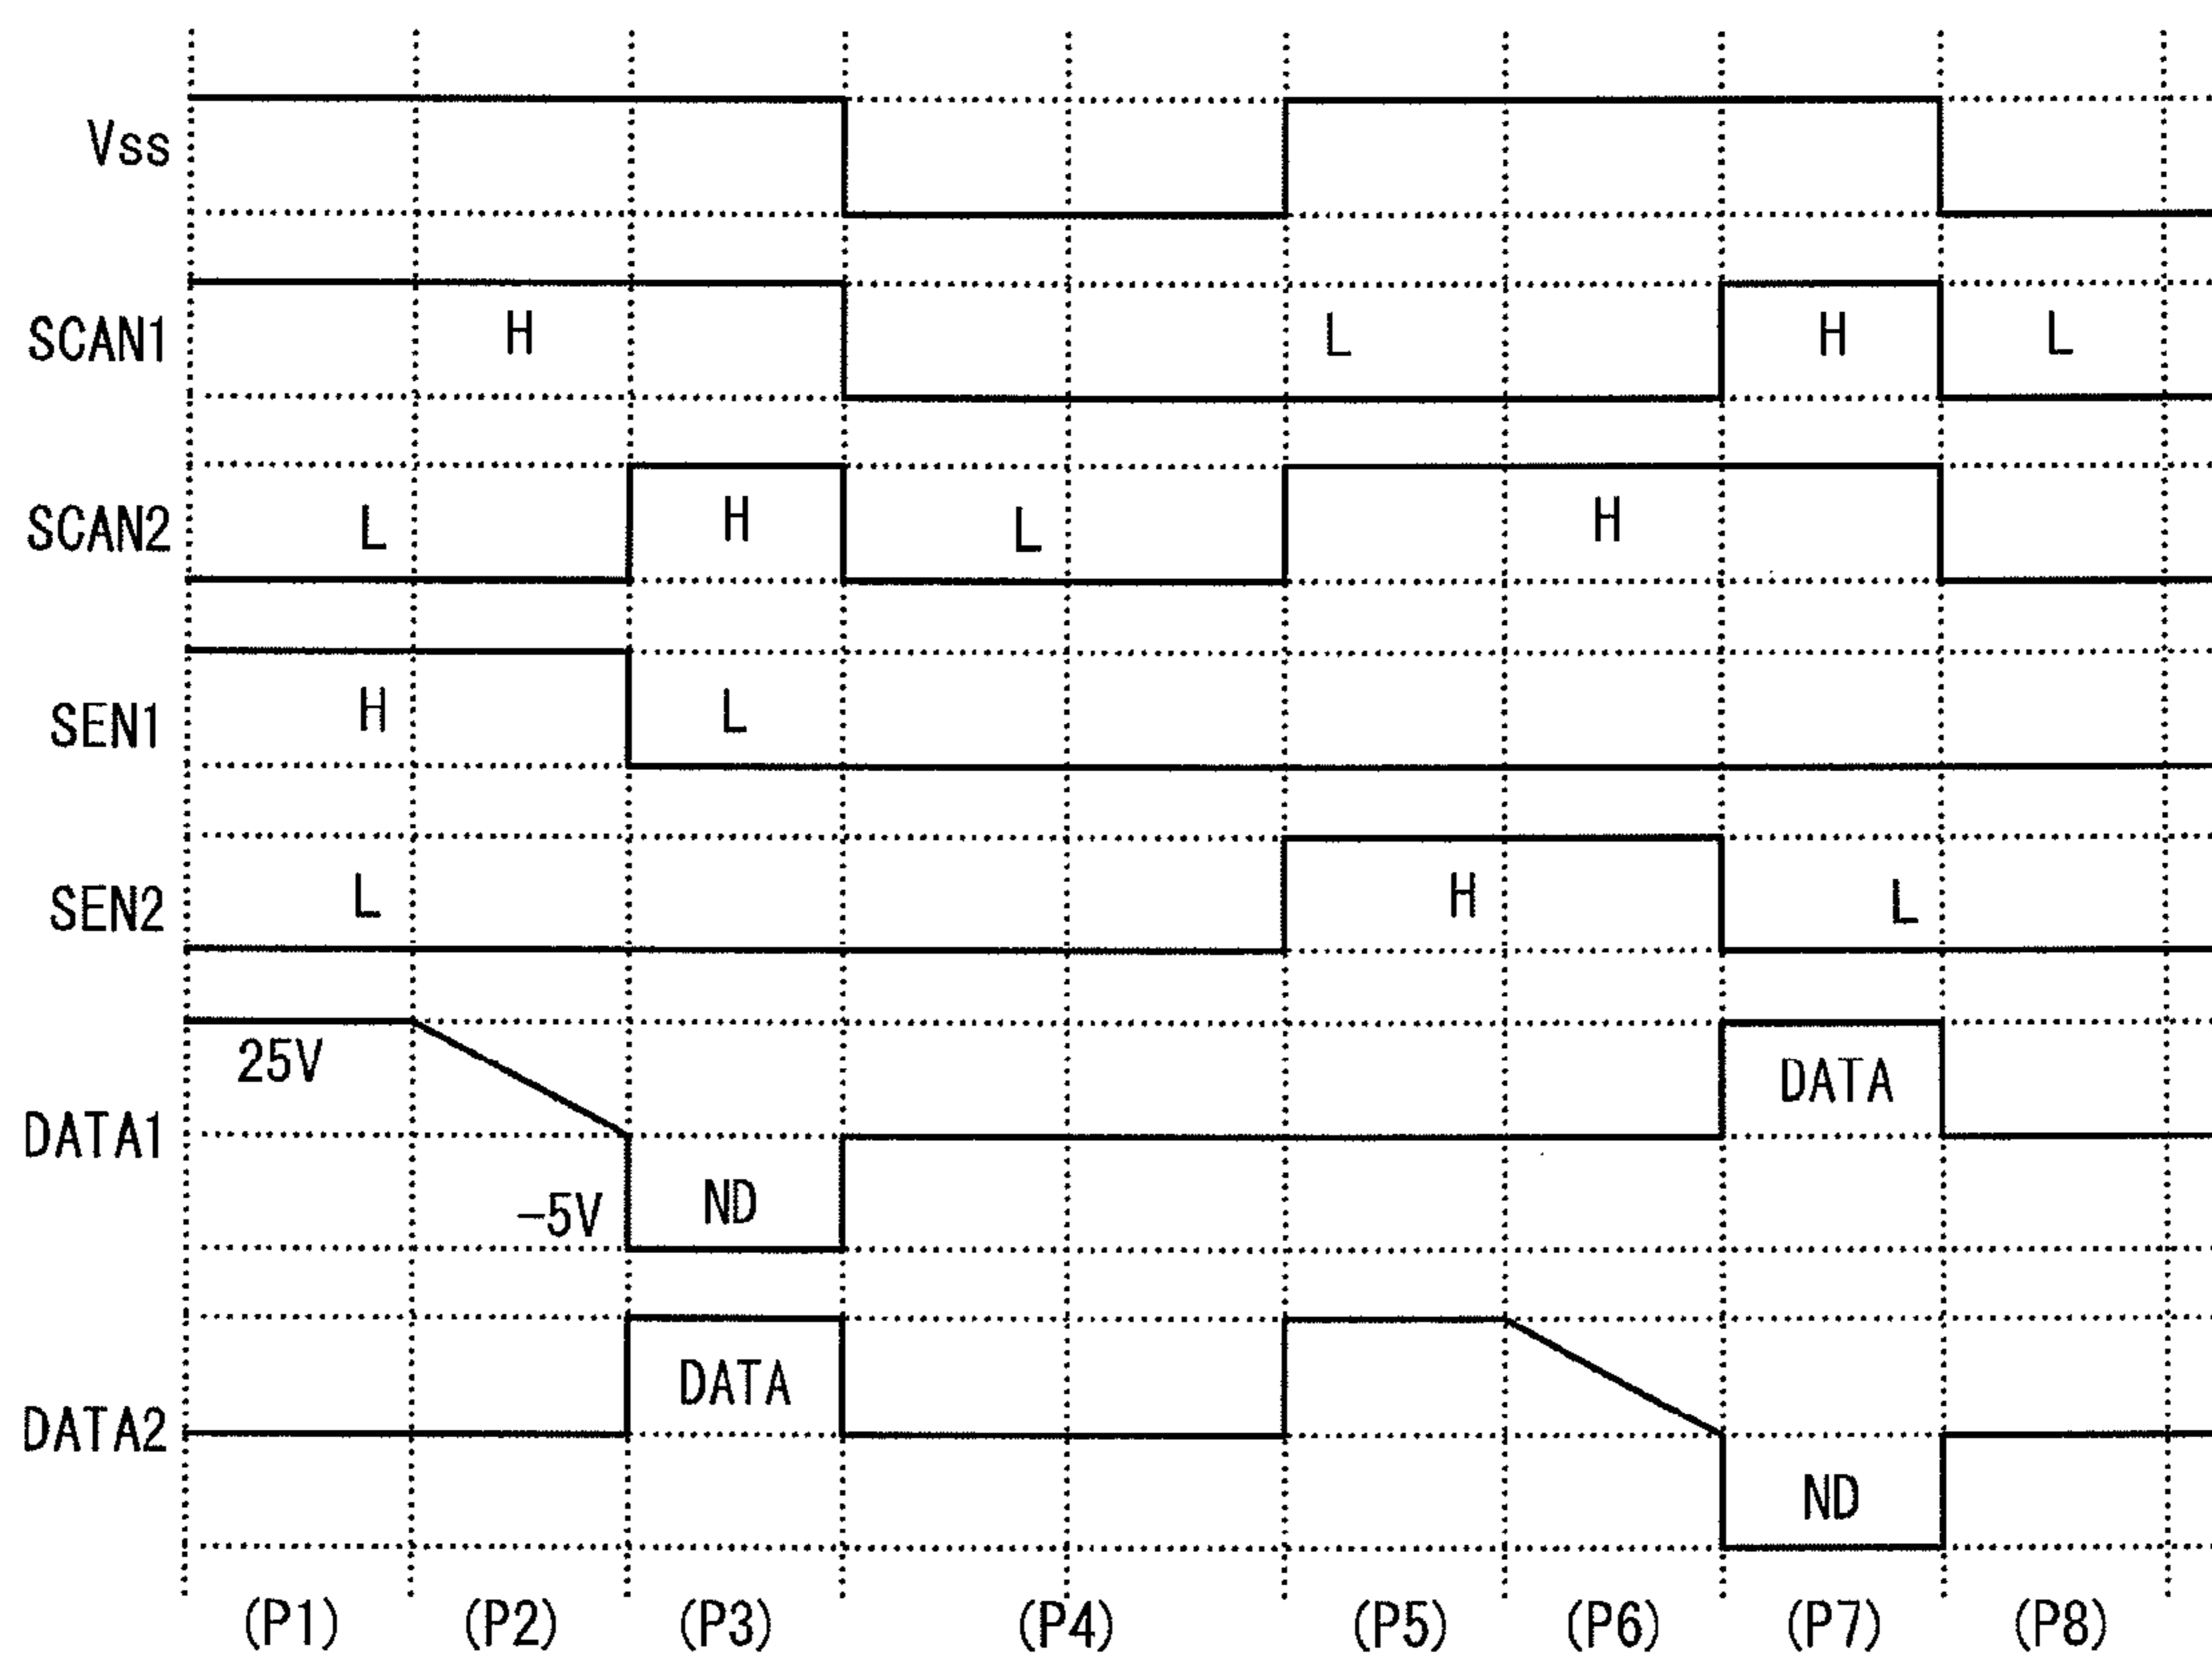 Vss
SCAN1 H L H L
SCAN2 L H L H
SEN1 H L
SEN2 L H L
DATA1 25V -5V ND DATA
DATA2 DATA ND
(P1) (P2) (P3) (P4) (P5) (P6) (P7) (P8)